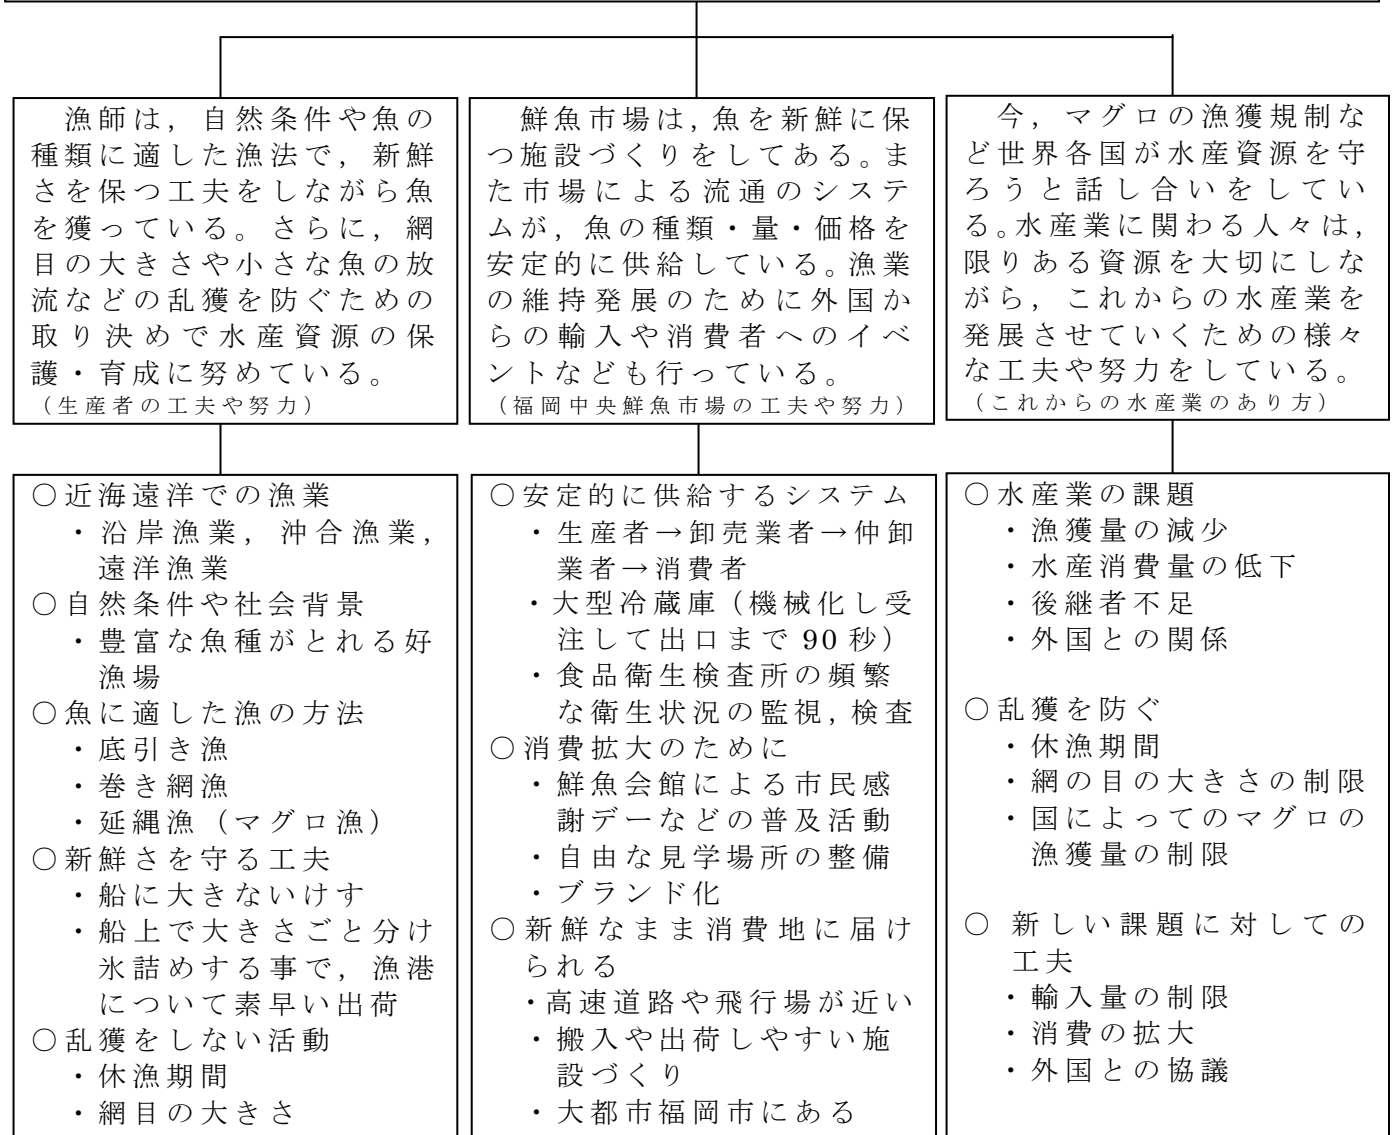 漁師は，自然条件や魚の
種類に適した漁法で，新鮮
さを保つ工夫をしながら魚
を獲っている。さらに，網
目の大きさや小さな魚の放
流などの乱獲を防ぐための
取り決めで水産資源の保
護・育成に努めている。
（生産者の工夫や努力）
鮮魚市場は，魚を新鮮に保
つ施設づくりをしてある。ま
た市場による流通のシステ
ムが，魚の種類・量・価格を
安定的に供給している。漁業
の維持発展のために外国か
らの輸入や消費者へのイベ
ントなども行っている。
（福岡中央鮮魚市場の工夫や努力）
今，マグロの漁獲規制な
ど世界各国が水産資源を守
ろうと話し合いをしてい
る。水産業に関わる人々は，
限りある資源を大切にしな
がら，これからの水産業を
発展させていくための様々
な工夫や努力をしている。
（これからの水産業のあり方）
○近海遠洋での漁業
・沿岸漁業，沖合漁業，
遠洋漁業
○自然条件や社会背景
・豊富な魚種がとれる好
漁場
○魚に適した漁の方法
・底引き漁
・巻き網漁
・延縄漁（マグロ漁）
○新鮮さを守る工夫
・船に大きないけす
・船上で大きさごと分け
氷詰めする事で，漁港
について素早い出荷
○乱獲をしない活動
・休漁期間
・網目の大きさ
○安定的に供給するシステム
・生産者→卸売業者→仲卸
業者→消費者
・大型冷蔵庫（機械化し受
注して出口まで 90 秒）
・食品衛生検査所の頻繁
な衛生状況の監視，検査
○消費拡大のために
・鮮魚会館による市民感
謝デーなどの普及活動
・自由な見学場所の整備
・ブランド化
○新鮮なまま消費地に届け
られる
・高速道路や飛行場が近い
・搬入や出荷しやすい施
設づくり
・大都市福岡市にある
○水産業の課題
・漁獲量の減少
・水産消費量の低下
・後継者不足
・外国との関係
○乱獲を防ぐ
・休漁期間
・網の目の大きさの制限
・国によってのマグロの
漁獲量の制限
○ 新しい課題に対しての
工夫
・輸入量の制限
・消費の拡大
・外国との協議